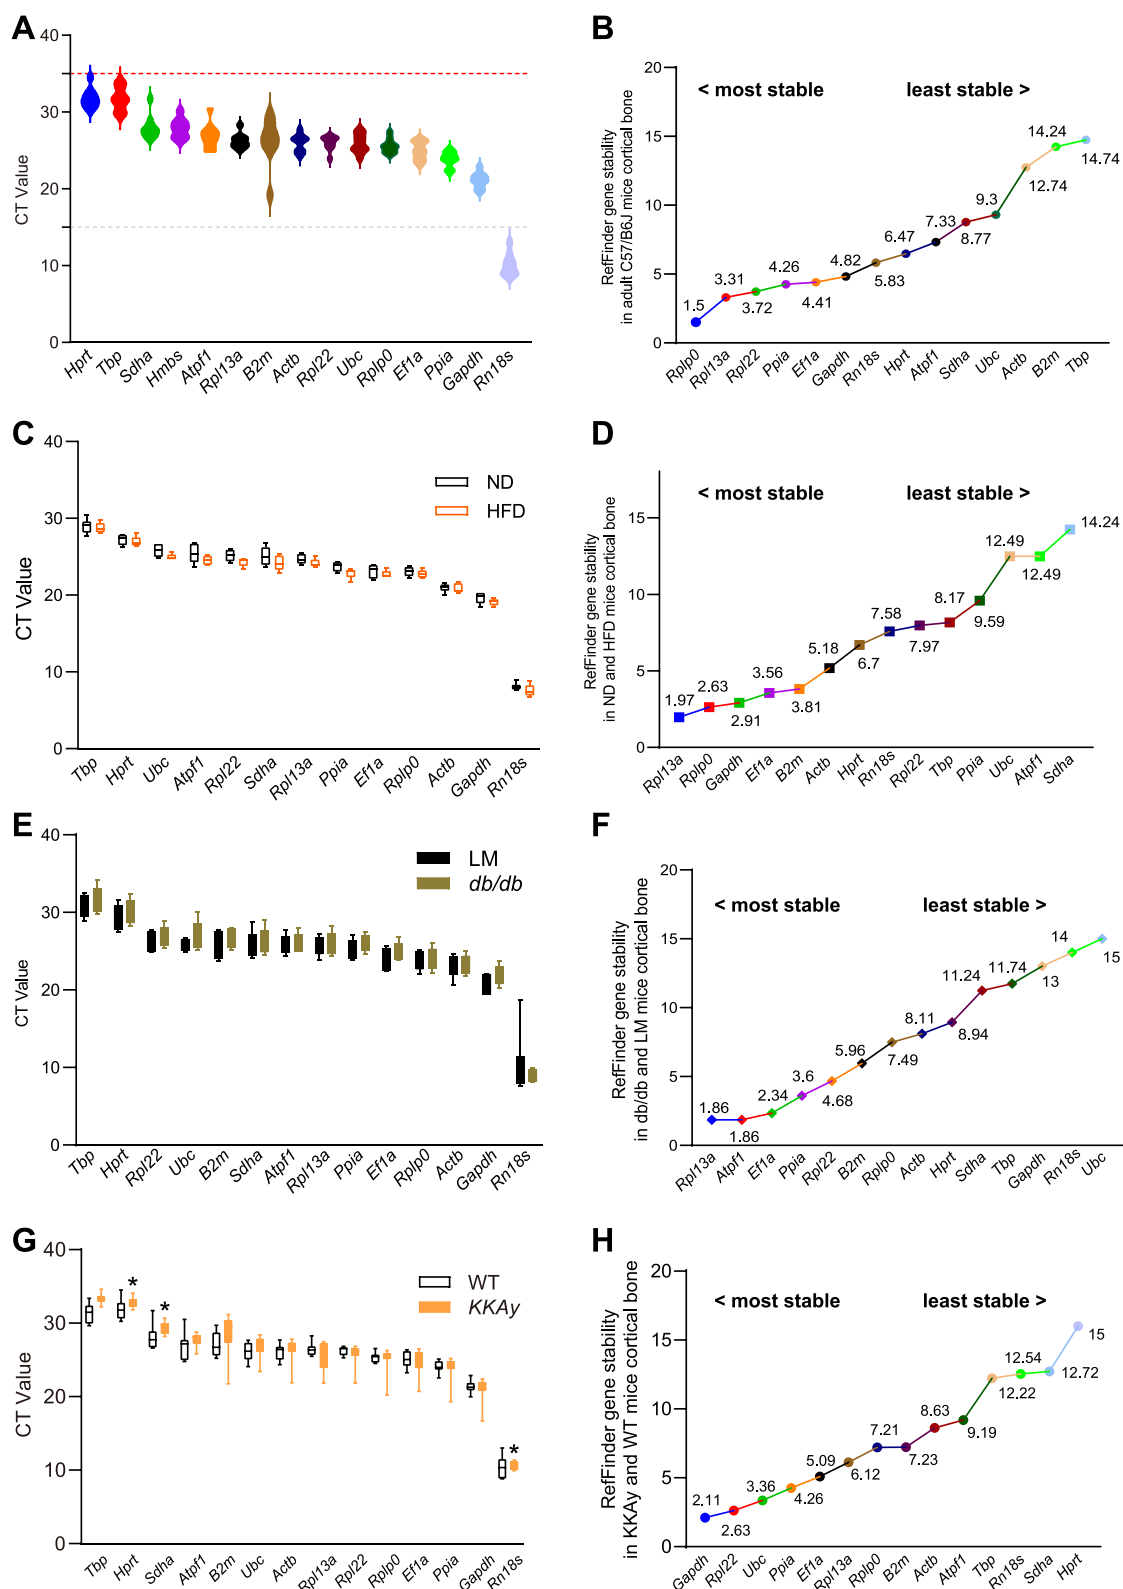 A
CT Value
40
30
20
10
0
Hprt
Tbp
Sdha
Hmbs
Atpf1
Rpl13a
B2m
Actb
Rpl22
Ubc
Rplp0
Ef1a
Ppia
Gapdh
Rn18s
B
RefFinder gene stability
in adult C57/B6J mice cortical bone
20
15
10
5
0
< most stable
least stable >
1.5
3.31
3.72
4.26
4.41
4.82
5.83
6.47
7.33
8.77
9.3
12.74
14.24
14.74
Rplp0
Rpl13a
Rpl22
Ppia
Ef1a
Gapdh
Rn18s
Hprt
Atpf1
Sdha
Ubc
Actb
B2m
Tbp
C
CT Value
40
30
20
10
0
ND
HFD
Tbp
Hprt
Ubc
Atpf1
Rpl22
Sdha
Rpl13a
Ppia
Ef1a
Rplp0
Actb
Gapdh
Rn18s
D
RefFinder gene stability
in ND and HFD mice cortical bone
15
10
5
0
< most stable
least stable >
1.97
2.63
2.91
3.56
3.81
5.18
6.7
7.58
7.97
8.17
9.59
12.49
12.49
14.24
Rpl13a
Rplp0
Gapdh
Ef1a
B2m
Actb
Hprt
Rn18s
Rpl22
Tbp
Ppia
Ubc
Atpf1
Sdha
E
CT Value
40
30
20
10
0
LM
db/db
Tbp
Hprt
Rpl22
Ubc
B2m
Sdha
Atpf1
Rpl13a
Ppia
Ef1a
Rplp0
Actb
Gapdh
Rn18s
F
RefFinder gene stability
in db/db and LM mice cortical bone
20
15
10
5
0
< most stable
least stable >
1.86
1.86
2.34
3.6
4.68
5.96
7.49
8.11
8.94
11.24
11.74
13
14
15
Rpl13a
Atpf1
Ef1a
Ppia
Rpl22
B2m
Rplp0
Actb
Hprt
Sdha
Tbp
Gapdh
Rn18s
Ubc
G
CT Value
40
30
20
10
0
WT
KKAy
*
*
*
Tbp
Hprt
Sdha
Atpf1
B2m
Ubc
Actb
Rpl13a
Rpl22
Rplp0
Ef1a
Ppia
Gapdh
Rn18s
H
RefFinder gene stability
in KKAy and WT mice cortical bone
20
15
10
5
0
< most stable
least stable >
2.11
2.63
3.36
4.26
5.09
6.12
7.21
7.23
8.63
9.19
12.22
12.54
12.72
15
Gapdh
Rpl22
Ubc
Ppia
Ef1a
Rpl13a
Rplp0
B2m
Actb
Atpf1
Tbp
Rn18s
Sdha
Hprt